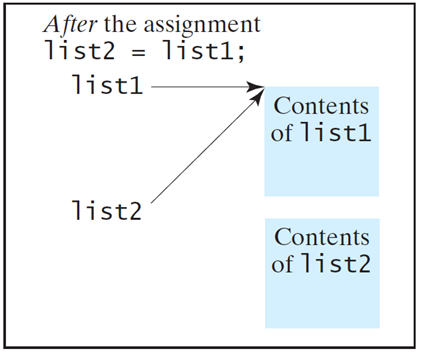 After the assignment
list2 = list1;
list1
Contents
of list1
list2
Contents
of list2